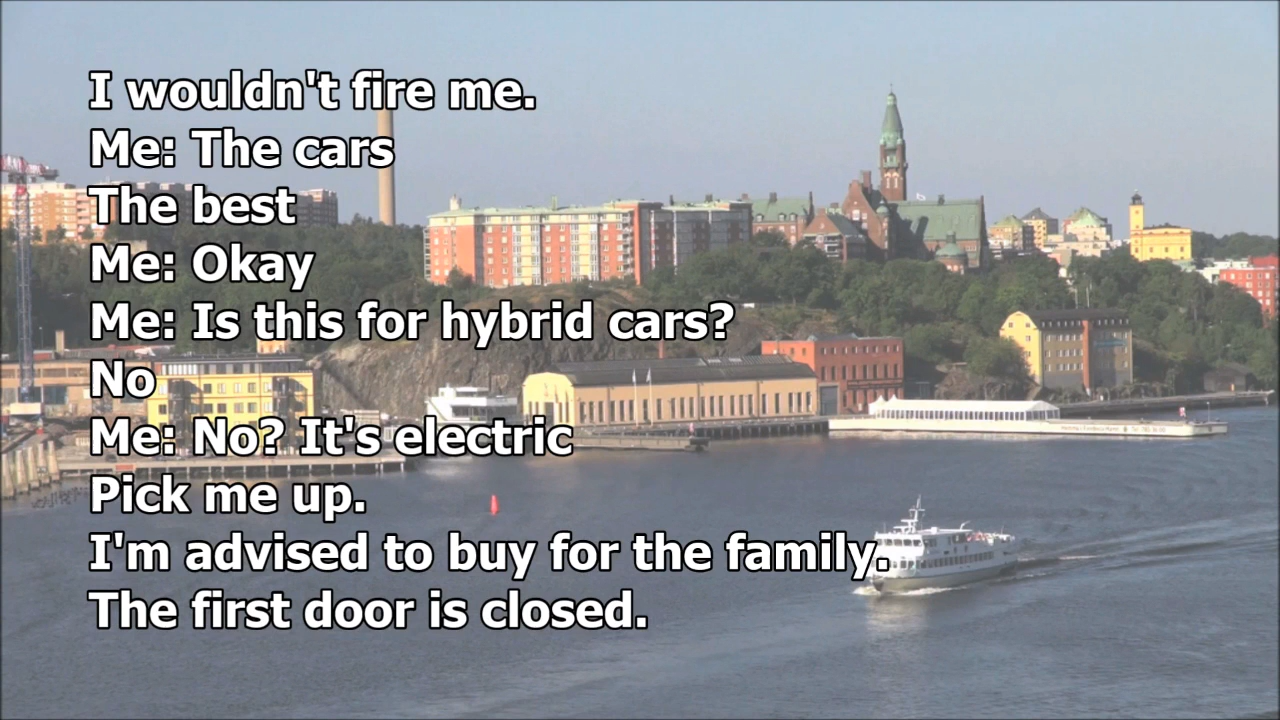 I wouldn't fire me.
Me: The cars
The best
Me: Okay
Me: Is this for hybrid cars?
No
Me: No? It's electric
Pick me up.
I'm advised to buy for the family.
The first door is closed.